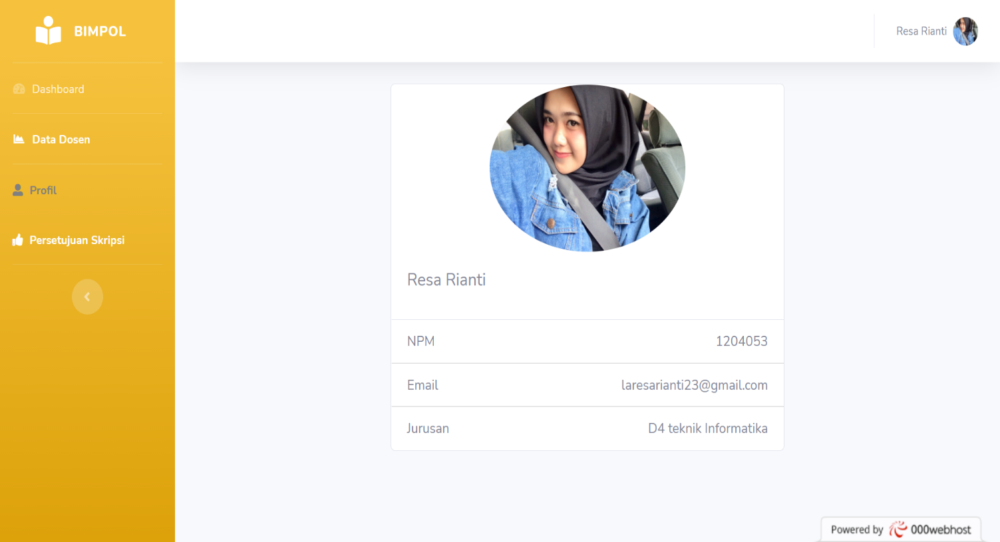 BIMPOL
Resa Rianti
Dashboard
Data Dosen
Profil
Persetujuan Skripsi
Resa Rianti
NPM 1204053
Email laresarianti23@gmail.com
Jurusan D4 teknik Informatika
Powered by 000webhost